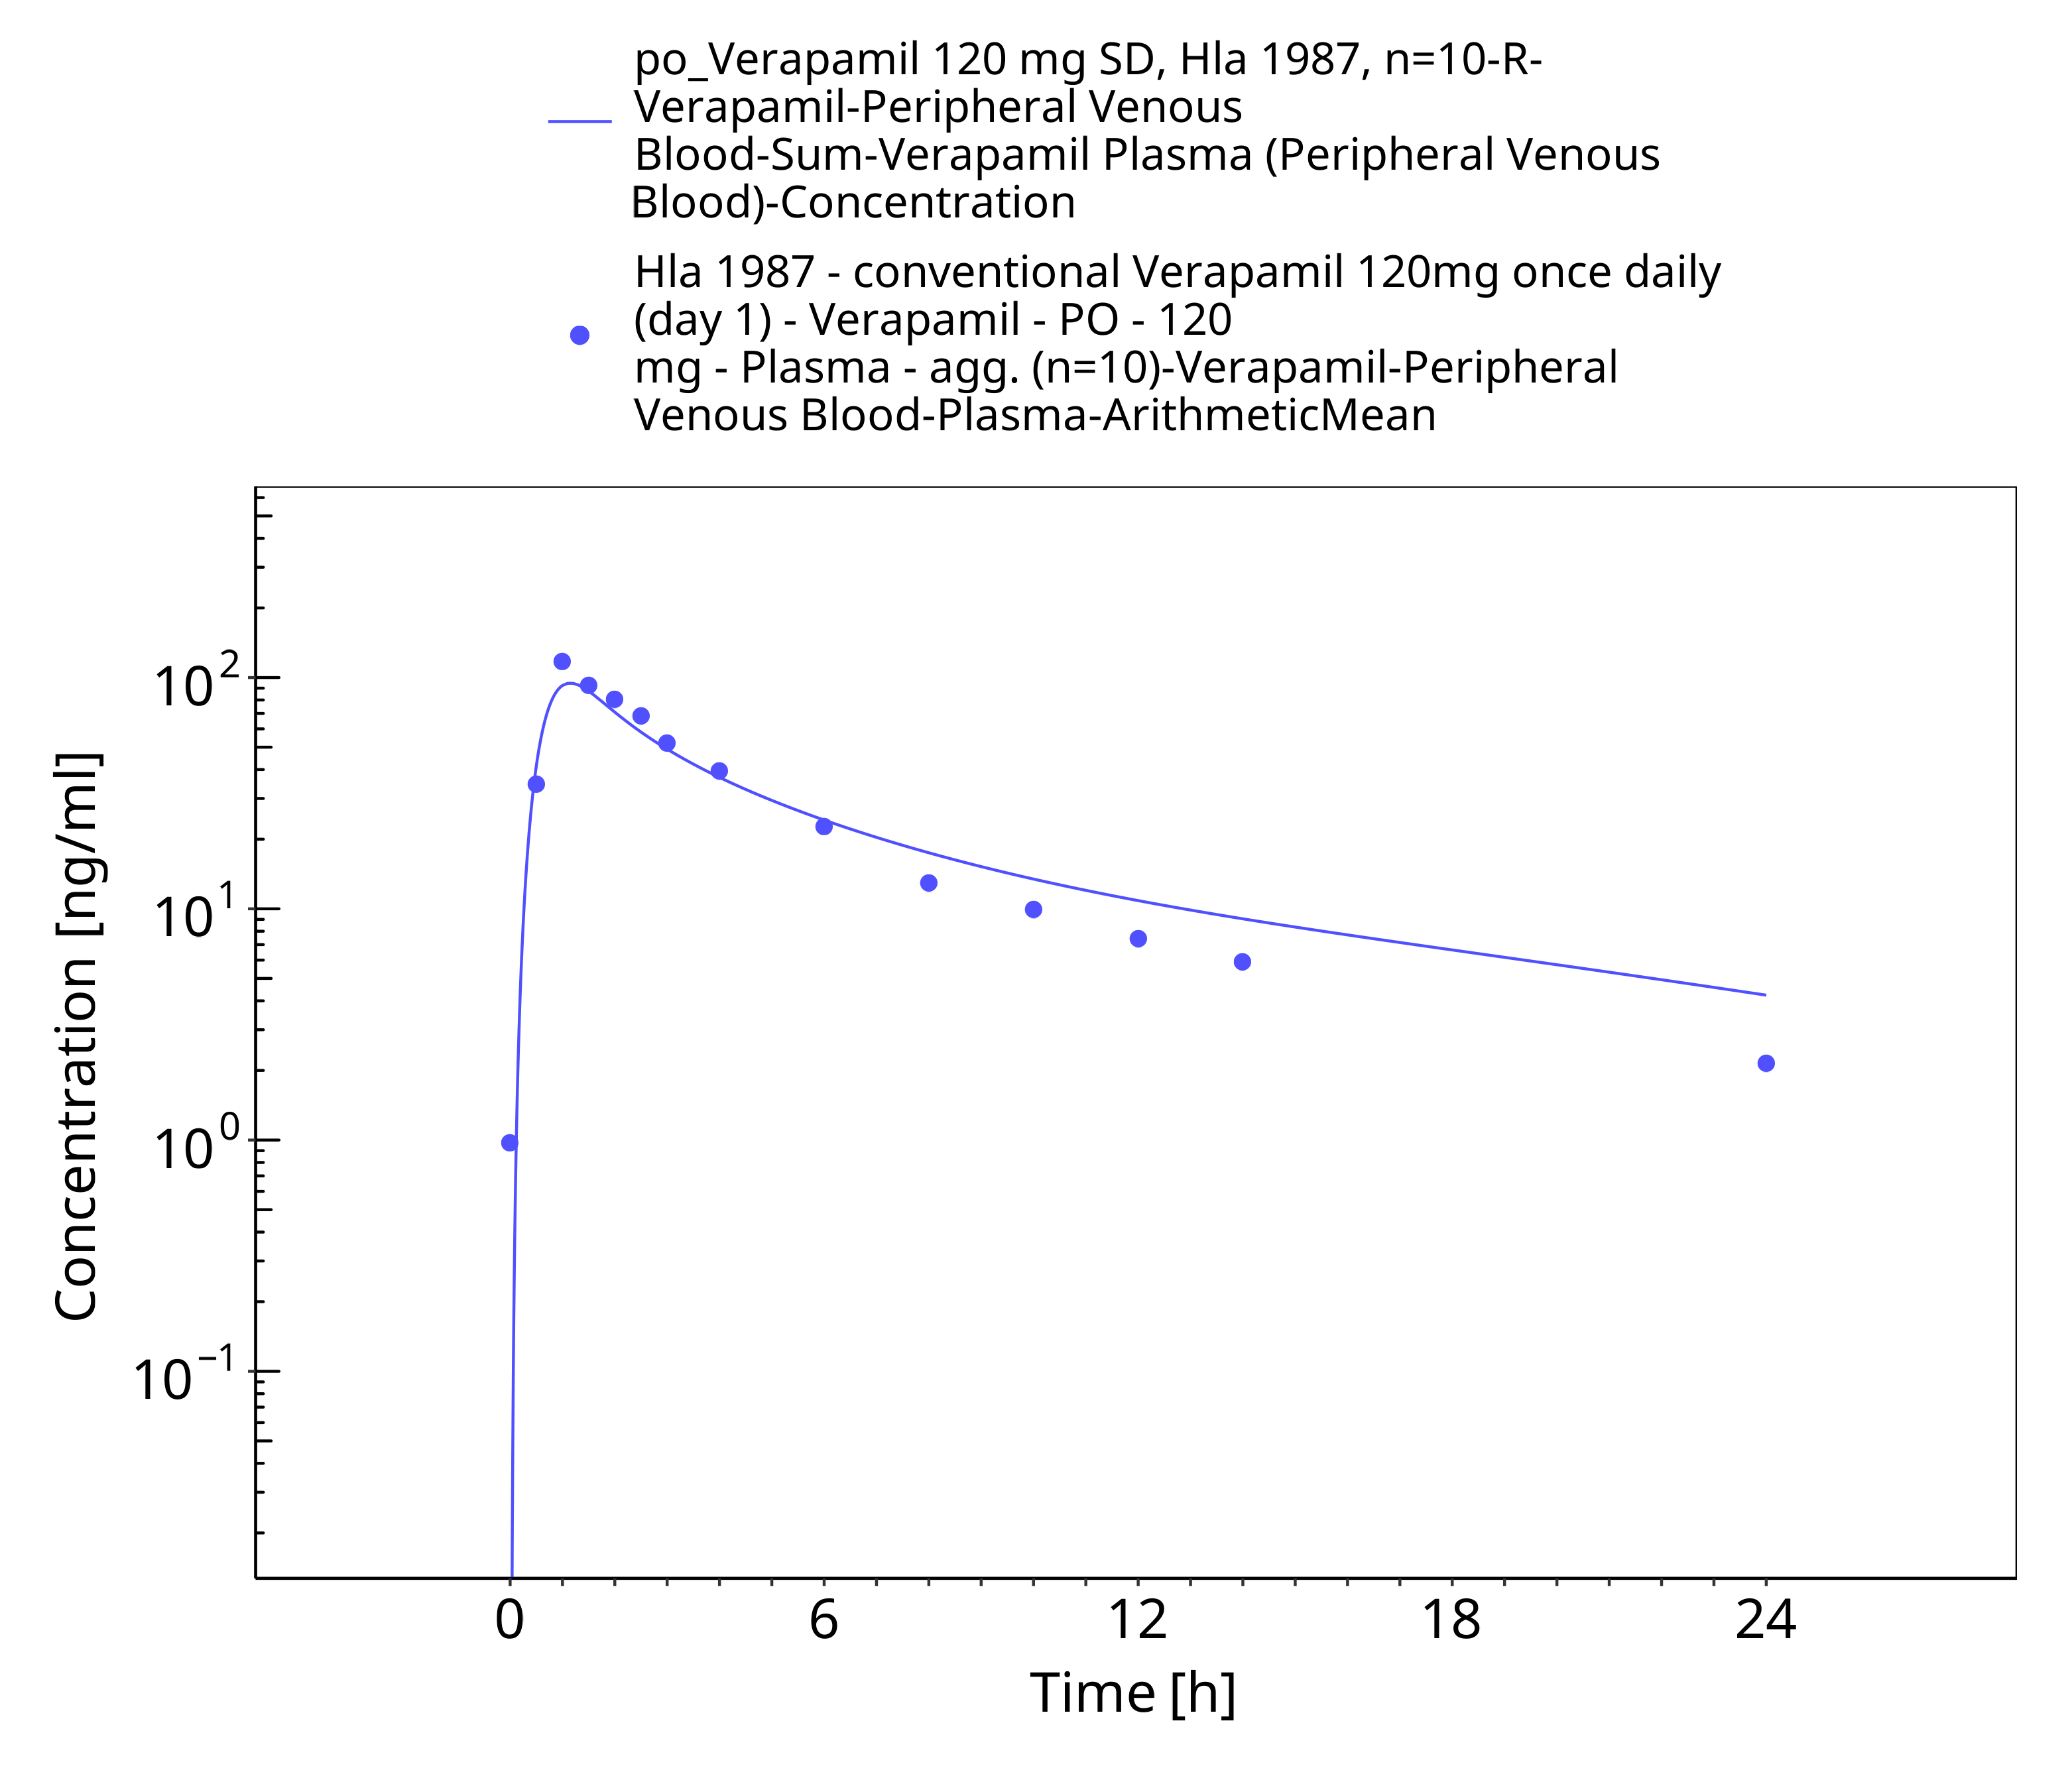 po_Verapamil 120 mg SD, Hla 1987, n=10-R-
Verapamil-Peripheral Venous
Blood-Sum-Verapamil Plasma (Peripheral Venous
Blood)-Concentration
Hla 1987 - conventional Verapamil 120mg once daily
(day 1) - Verapamil - PO - 120
mg - Plasma - agg. (n=10)-Verapamil-Peripheral
Venous Blood-Plasma-ArithmeticMean
Concentration [ng/ml]
10²
10¹
10⁰
10⁻¹
0 6 12 18 24
Time [h]